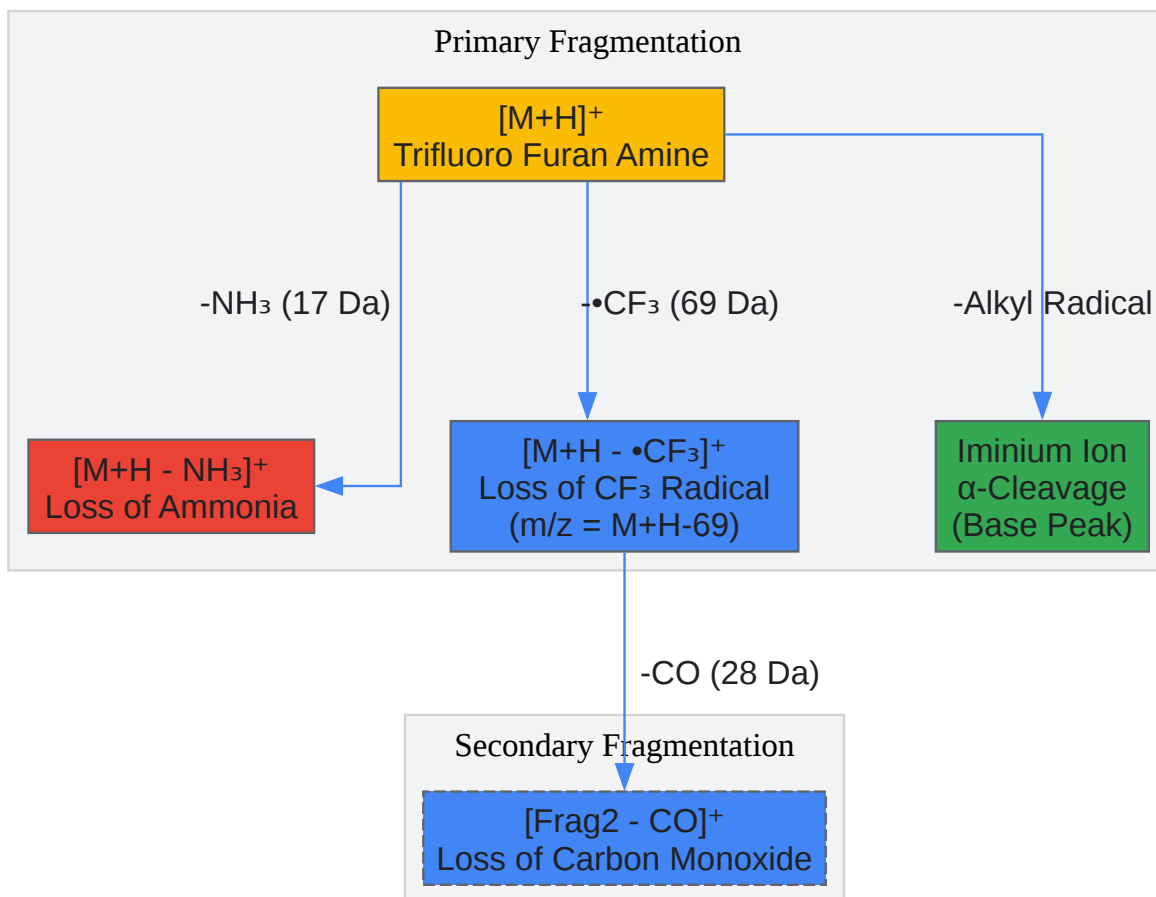 Primary Fragmentation
[M+H]⁺
Trifluoro Furan Amine
-NH₃ (17 Da)
-•CF₃ (69 Da)
-Alkyl Radical
[M+H - NH₃]⁺
Loss of Ammonia
[M+H - •CF₃]⁺
Loss of CF₃ Radical
(m/z = M+H-69)
Iminium Ion
α-Cleavage
(Base Peak)
-CO (28 Da)
Secondary Fragmentation
[Frag2 - CO]⁺
Loss of Carbon Monoxide